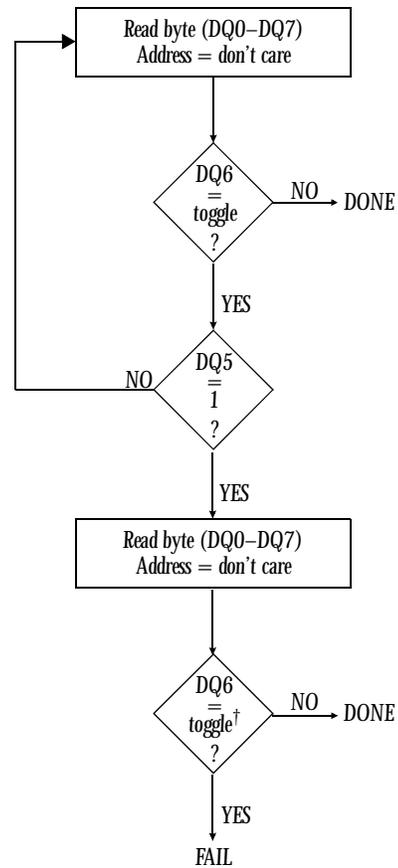 Read byte (DQ0–DQ7)
Address = don't care
DQ6
=
toggle
?
NO
DONE
YES
DQ5
=
1
?
NO
YES
Read byte (DQ0–DQ7)
Address = don't care
DQ6
=
toggle†
?
NO
DONE
YES
FAIL